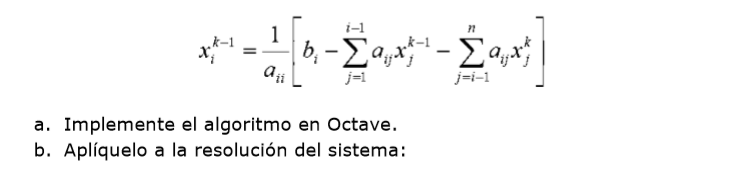 x_i^{k-1} = \frac{1}{a_{ii}} \left[ b_i - \sum_{j=1}^{i-1} a_{ij} x_j^{k-1} - \sum_{j=i-1}^{n} a_{ij} x_j^k \right]
a. Implemente el algoritmo en Octave.
b. Aplíquelo a la resolución del sistema: